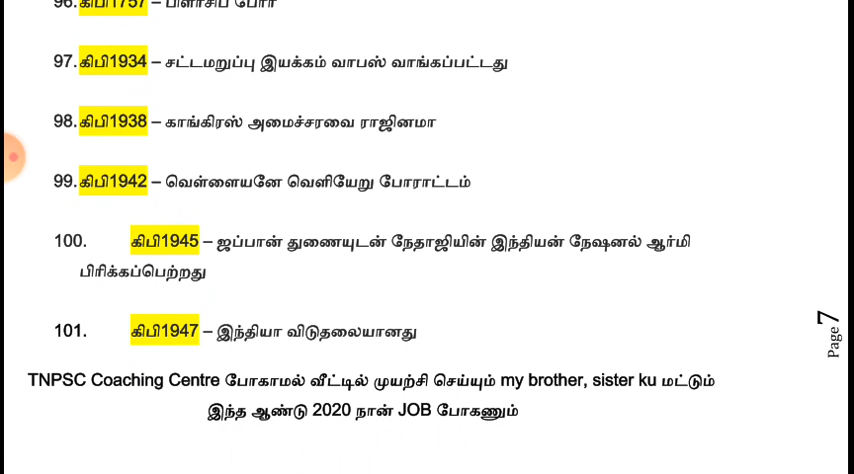 96.கிபி1757 – பிளாசிப் போர்
97.கிபி1934 – சட்டமறுப்பு இயக்கம் வாபஸ் வாங்கப்பட்டது
98.கிபி1938 – காங்கிரஸ் அமைச்சரவை ராஜினமா
99.கிபி1942 – வெள்ளையனே வெளியேறு போராட்டம்
100. கிபி1945 – ஜப்பான் துணையுடன் நேதாஜியின் இந்தியன் நேஷனல் ஆர்மி
பிரிக்கப்பெற்றது
101. கிபி1947 – இந்தியா விடுதலையானது
Page 7
TNPSC Coaching Centre போகாமல் வீட்டில் முயற்சி செய்யும் my brother, sister ku மட்டும்
இந்த ஆண்டு 2020 நான் JOB போகணும்